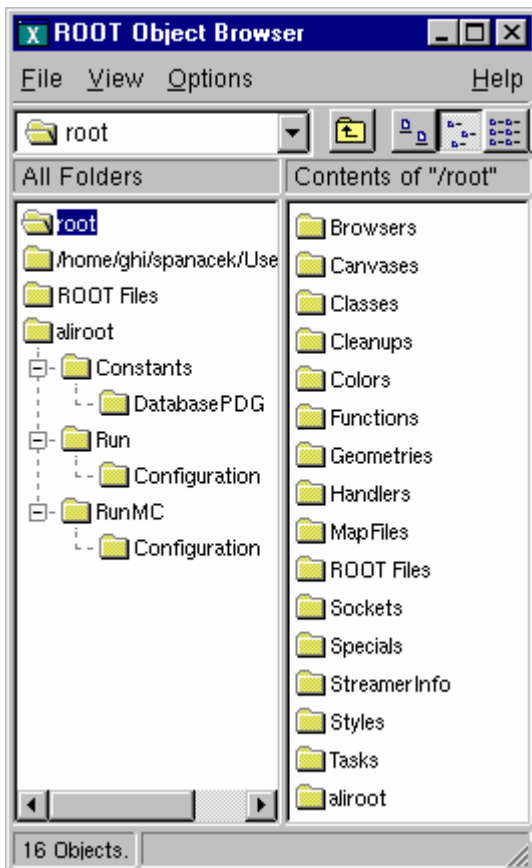 ROOT Object Browser
File View Options Help
root
All Folders
Contents of "/root"
root
/home/ghi/spanacek/Use
ROOT Files
aliroot
Constants
DatabasePDG
Run
Configuration
RunMC
Configuration
Browsers
Canvases
Classes
Cleanups
Colors
Functions
Geometries
Handlers
MapFiles
ROOT Files
Sockets
Specials
StreamerInfo
Styles
Tasks
aliroot
16 Objects.